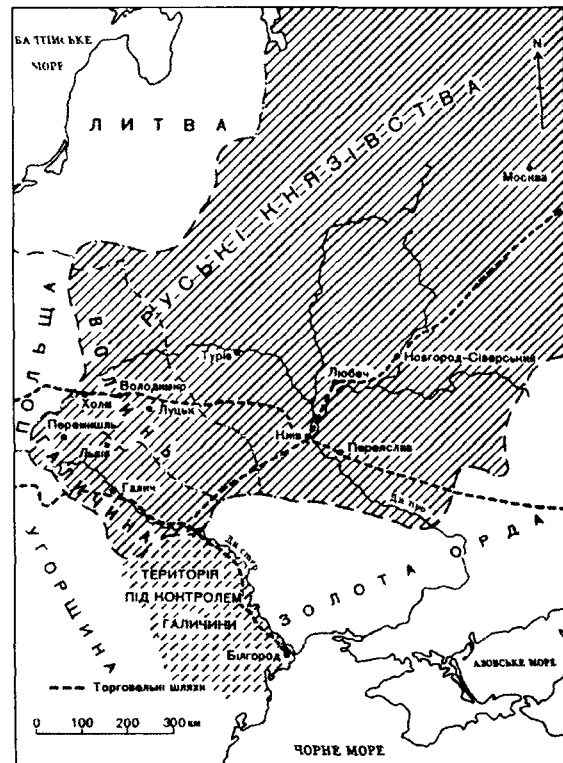 БАЛТІЙСЬКЕ
МОРЕ
N
ЛИТВА
РУСЬКІ КНЯЗІВСТВА
Москва
ПОЛЬЩА
ВОЛИНЬ
Турів
Любеч
Новгород-Сіверський
Холм
Володимир
Луцьк
Перемишль
Львів
Київ
Переяслав
ГАЛИЧИНА
Галич
Дніпро
Дністер
УГОРЩИНА
ТЕРИТОРІЯ
ПІД КОНТРОЛЕМ
ГАЛИЧИНИ
ЗОЛОТА ОРДА
Білгород
АЗОВСЬКЕ МОРЕ
Торговельні шляхи
0 100 200 300 км
ЧОРНЕ МОРЕ